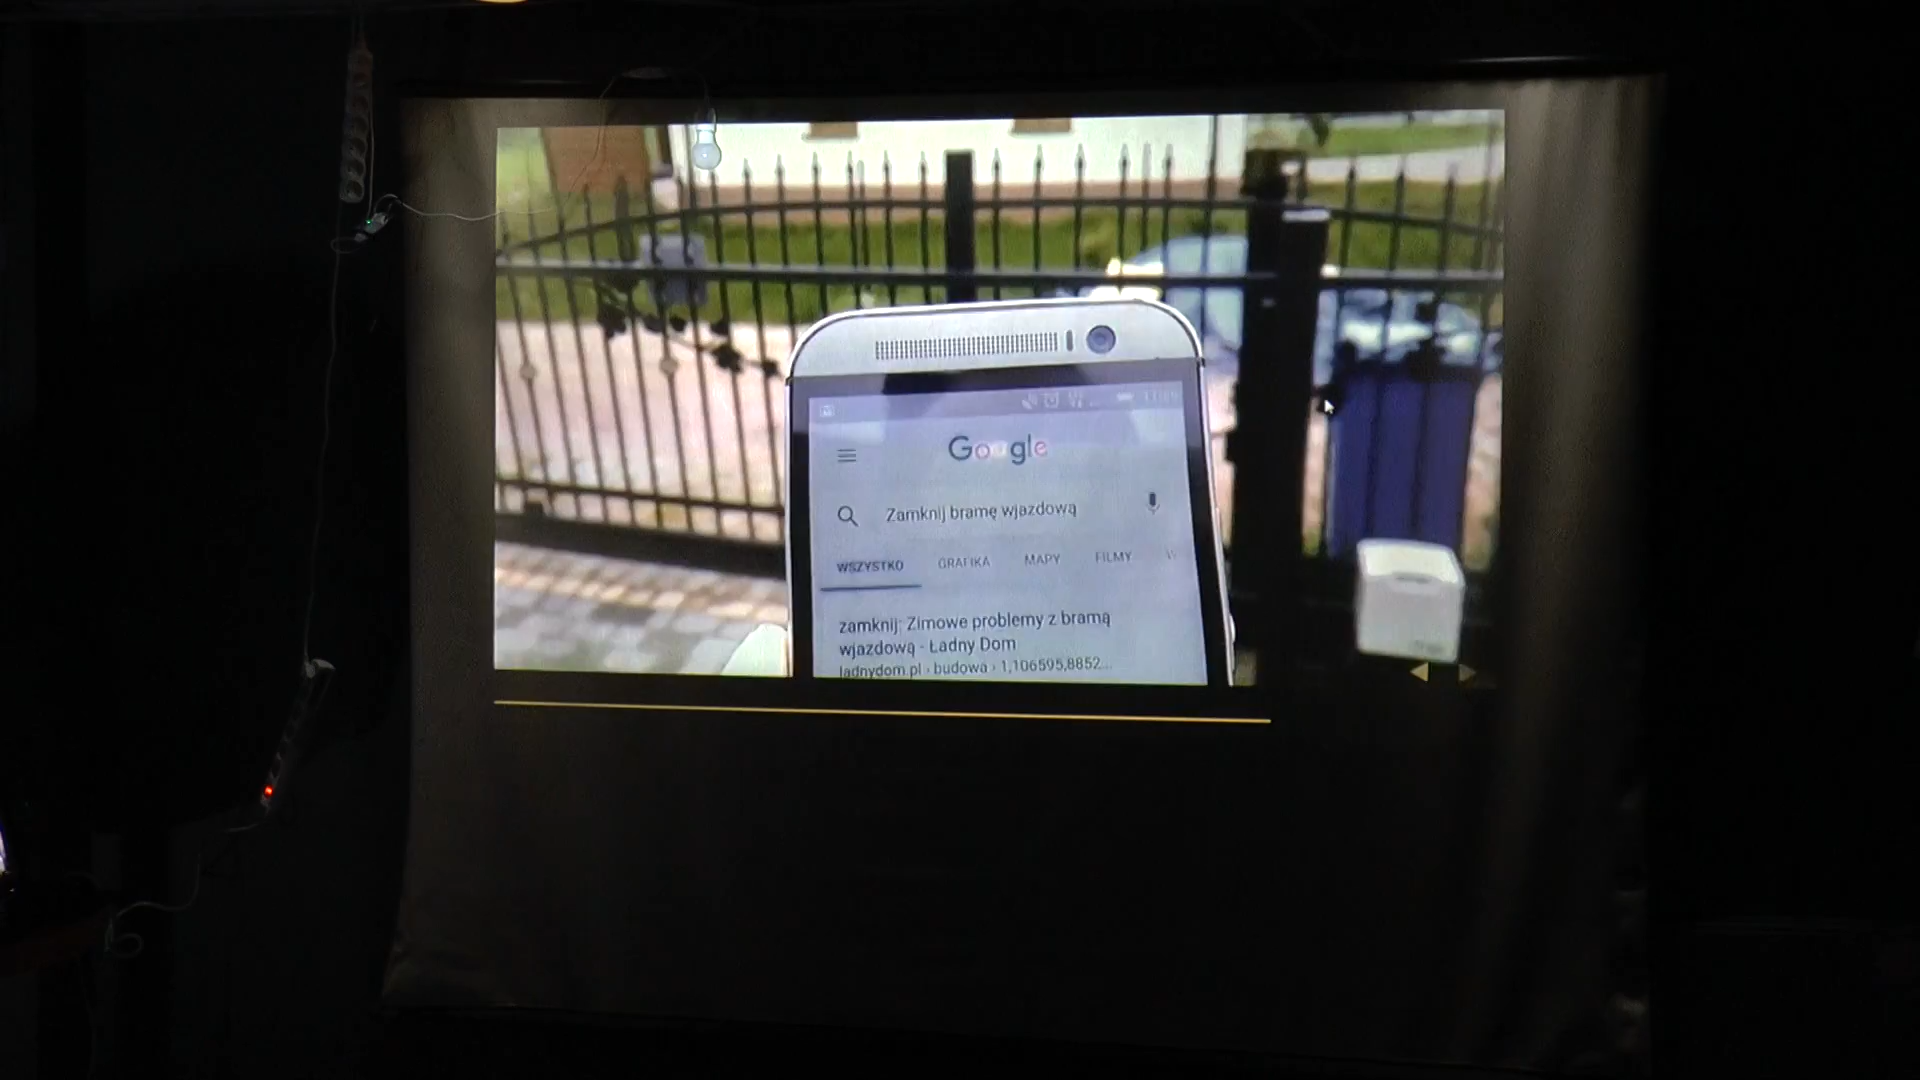 Google
Zamknij bramę wjazdową
WSZYSTKO GRAFIKA MAPY FILMY
zamknij: Zimowe problemy z bramą
wjazdową - Ładny Dom
ladnydom.pl › budowa › 1,106595,8852...